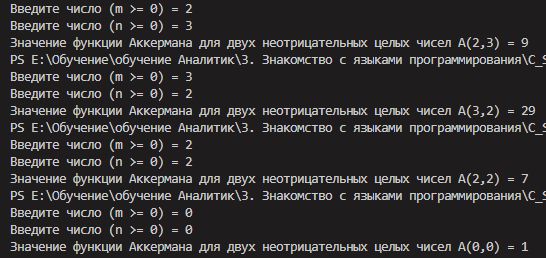 Введите число (m >= 0) = 2
Введите число (n >= 0) = 3
Значение функции Аккермана для двух неотрицательных целых чисел A(2,3) = 9
PS E:\Обучение\обучение Аналитик\3. Знакомство с языками программирования\C_S
Введите число (m >= 0) = 3
Введите число (n >= 0) = 2
Значение функции Аккермана для двух неотрицательных целых чисел A(3,2) = 29
PS E:\Обучение\обучение Аналитик\3. Знакомство с языками программирования\C_S
Введите число (m >= 0) = 2
Введите число (n >= 0) = 2
Значение функции Аккермана для двух неотрицательных целых чисел A(2,2) = 7
PS E:\Обучение\обучение Аналитик\3. Знакомство с языками программирования\C_S
Введите число (m >= 0) = 0
Введите число (n >= 0) = 0
Значение функции Аккермана для двух неотрицательных целых чисел A(0,0) = 1